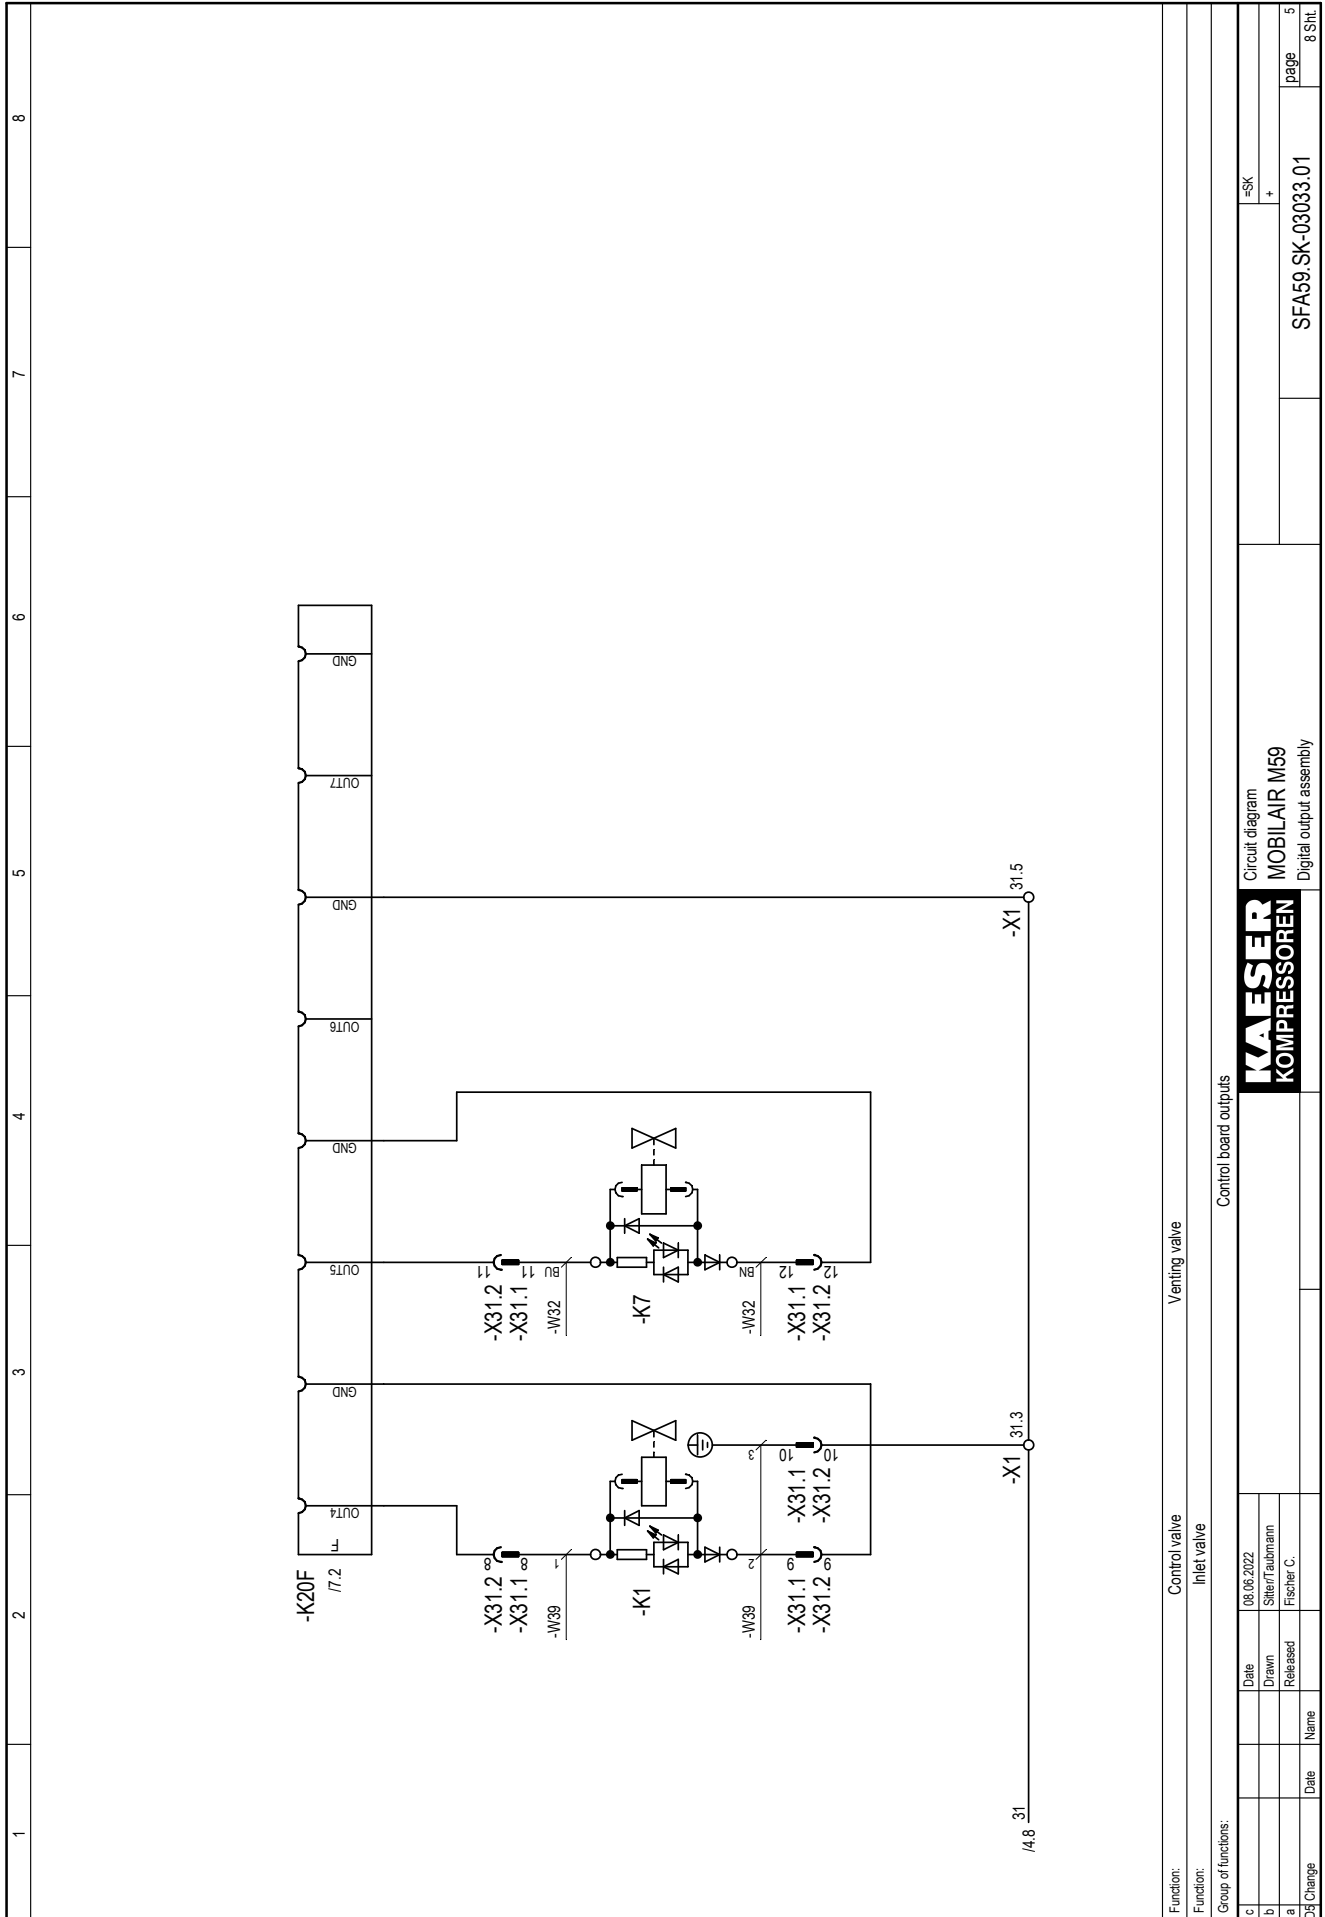 1 2 3 4 5 6 7 8
-K20F
/7.2
F
OUT4 GND OUT5 GND OUT6 GND OUT7 GND
-X31.2 8
-X31.1 8
-W39 1
-X31.2 11
-X31.1 11
-W32 BU
-K1
-K7
-W39 2 3
-W32 BN
-X31.1 9
-X31.2 9
-X31.1 10
-X31.2 10
-X31.1 12
-X31.2 12
/4.8 31
-X1 31.3
-X1 31.5
Function: Control valve Venting valve
Function: Inlet valve
Group of functions: Control board outputs
c Date 08.06.2022
b Drawn Sitter/Taubmann
a Released Fischer C.
Change Date Name
KAESER
KOMPRESSOREN
Circuit diagram
MOBILAIR M59
Digital output assembly
=SK
+
SFA59.SK-03033.01
page 5
8 Sht.